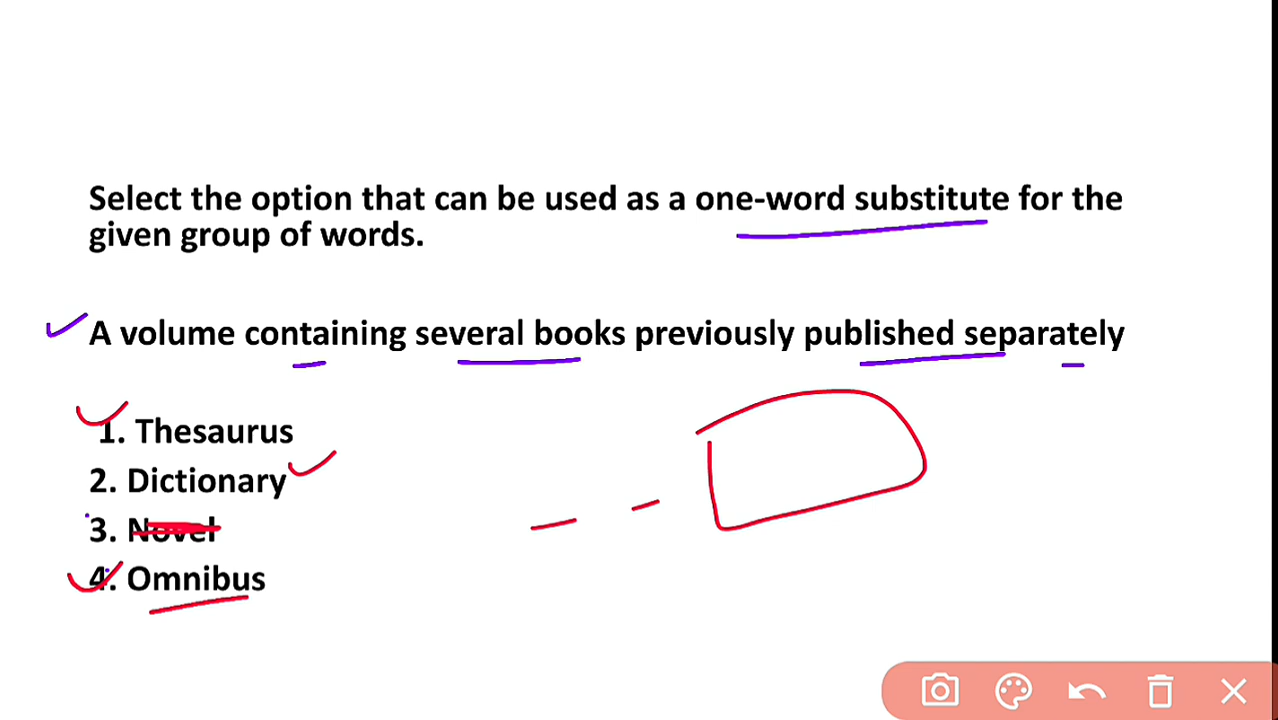 Select the option that can be used as a one-word substitute for the
given group of words.
A volume containing several books previously published separately
1. Thesaurus
2. Dictionary
3. Novel
4. Omnibus